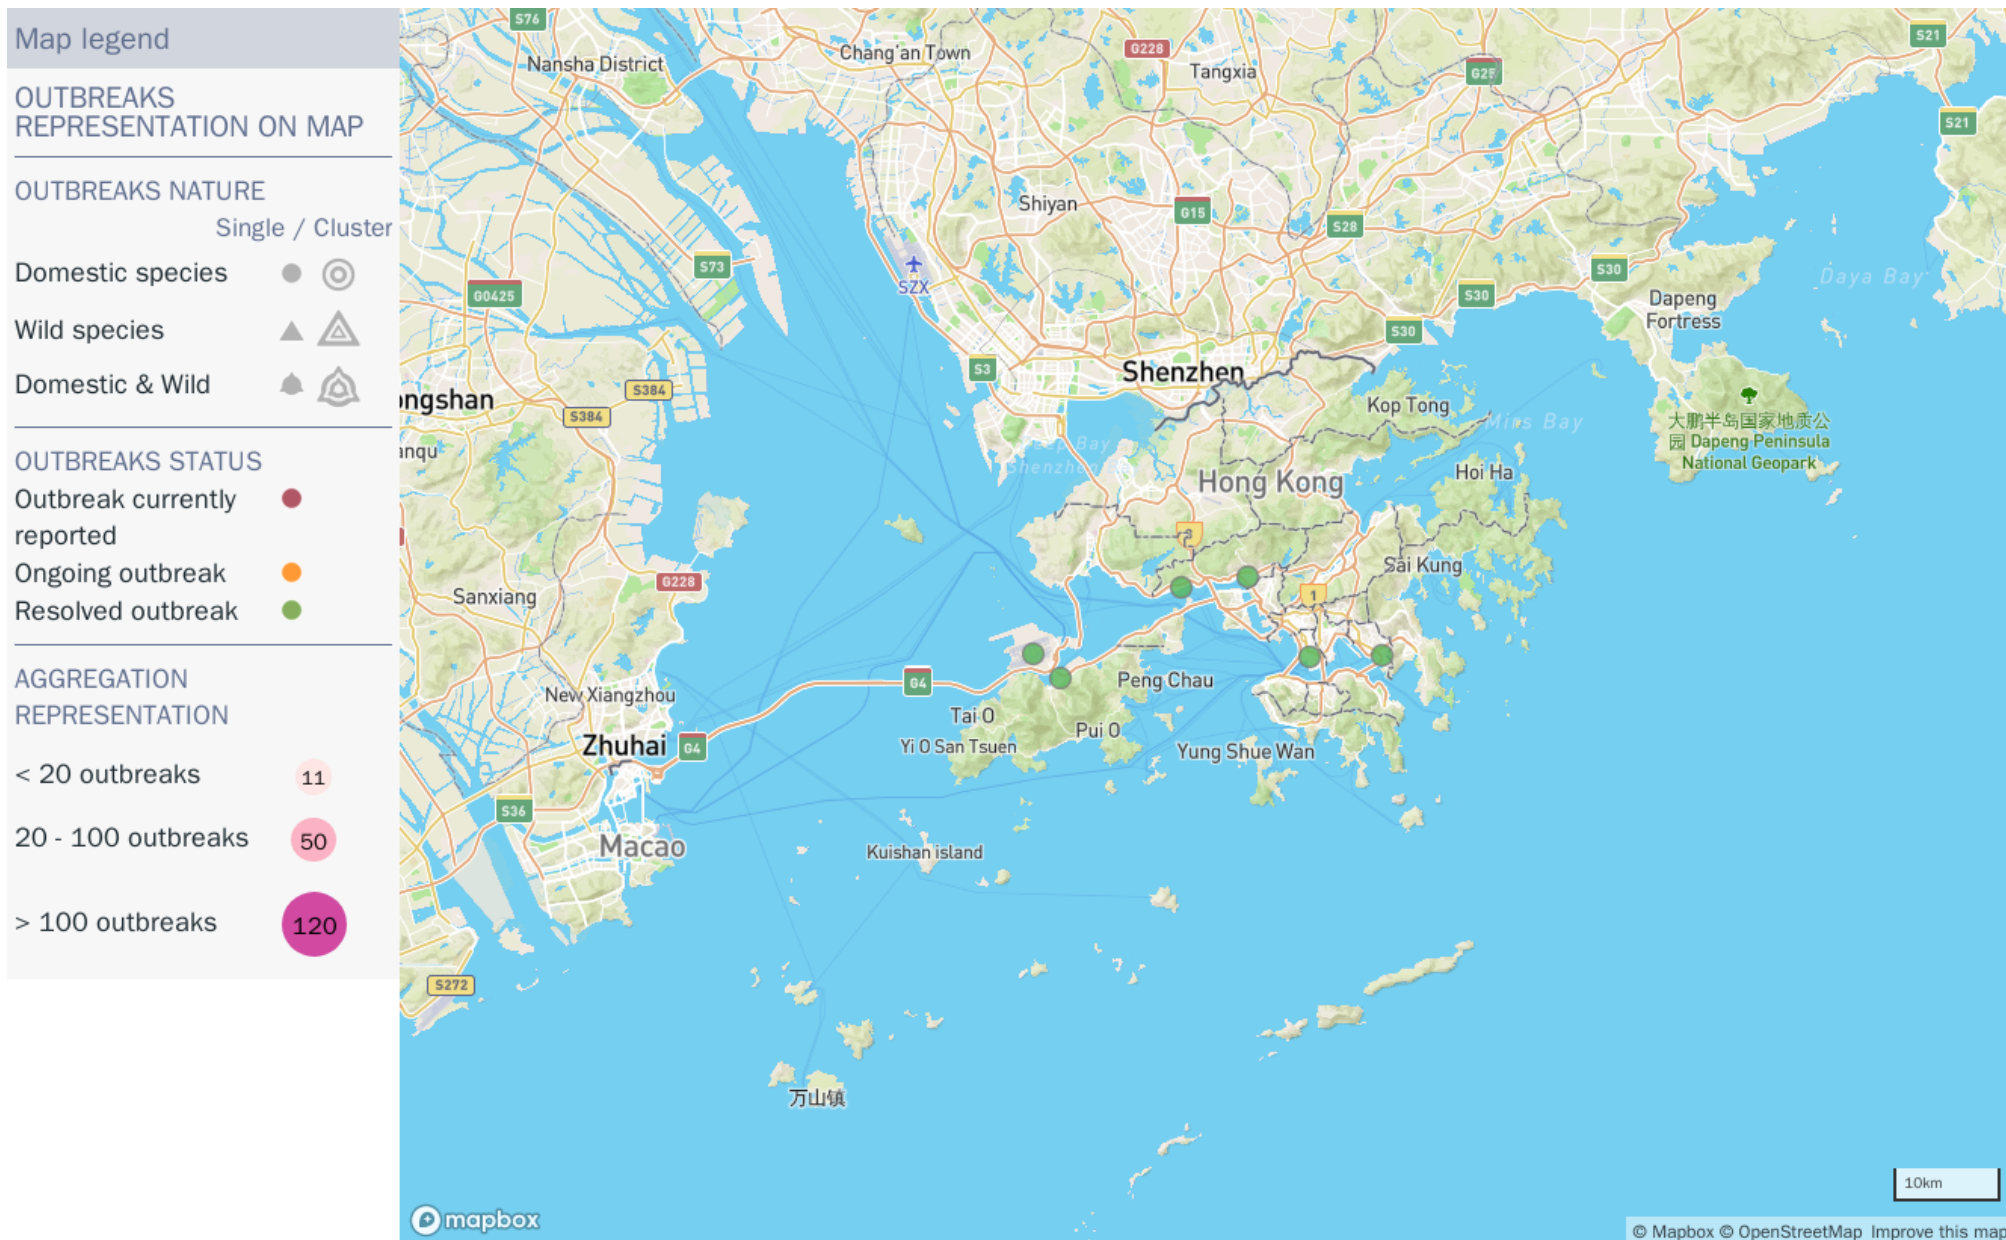 Map legend
OUTBREAKS
REPRESENTATION ON MAP
OUTBREAKS NATURE
Single / Cluster
Domestic species
Wild species
Domestic & Wild
OUTBREAKS STATUS
Outbreak currently
reported
Ongoing outbreak
Resolved outbreak
AGGREGATION
REPRESENTATION
< 20 outbreaks 11
20 - 100 outbreaks 50
> 100 outbreaks 120
S76
Nansha District
Chang'an Town
G228
Tangxia
G25
S21
S21
Shiyan
G15
S28
S73
SZX
G0425
S30
S30
S30
Daya Bay
Dapeng
Fortress
S3
Shenzhen
S384
S384
ongshan
anqu
Kop Tong
Mirs Bay
大鹏半岛国家地质公
园 Dapeng Peninsula
National Geopark
Bay
Shenzhen
Hong Kong
Hoi Ha
3
Sai Kung
G228
Sanxiang
1
G4
Peng Chau
New Xiangzhou
Tai O
Pui O
Yi O San Tsuen
Yung Shue Wan
Zhuhai
G4
S36
Macao
Kuishan island
S272
万山镇
10km
mapbox
© Mapbox © OpenStreetMap Improve this map